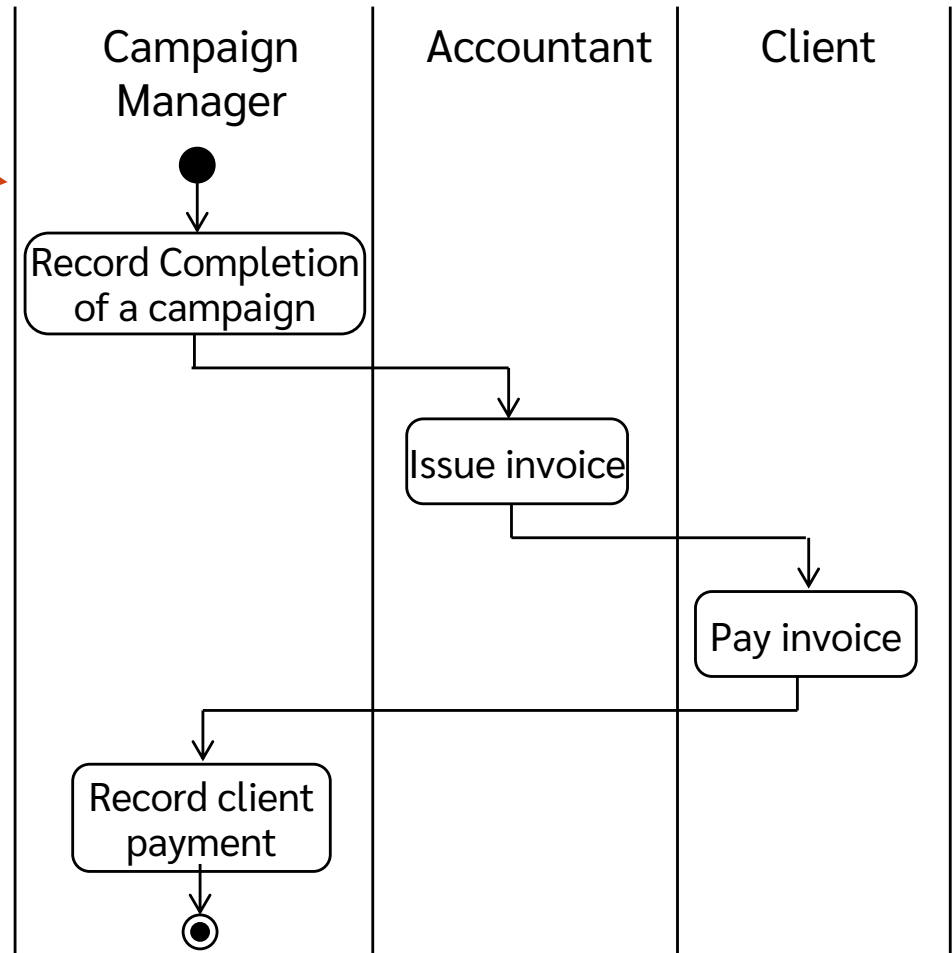 Campaign
Manager
Accountant
Client
Record Completion
of a campaign
Issue invoice
Pay invoice
Record client
payment